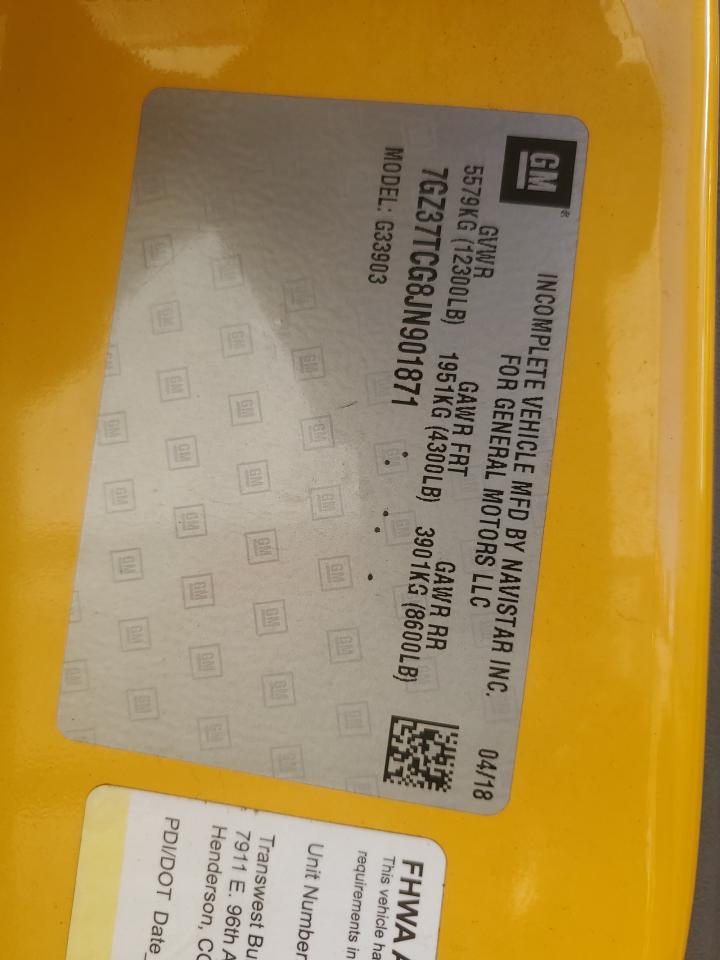 GM
INCOMPLETE VEHICLE MFD BY NAVISTAR INC. 04/18
FOR GENERAL MOTORS LLC
GVWR GAWR FRT GAWR RR
5579KG (12300LB) 1951KG (4300LB) 3901KG (8600LB)
7GZ37TCG8JN901871
MODEL: G33903
FHWA
This vehicle ha
requirements in
Unit Number
Transwest Bu
7911 E. 96th A
Henderson, CO
PDI/DOT Date_